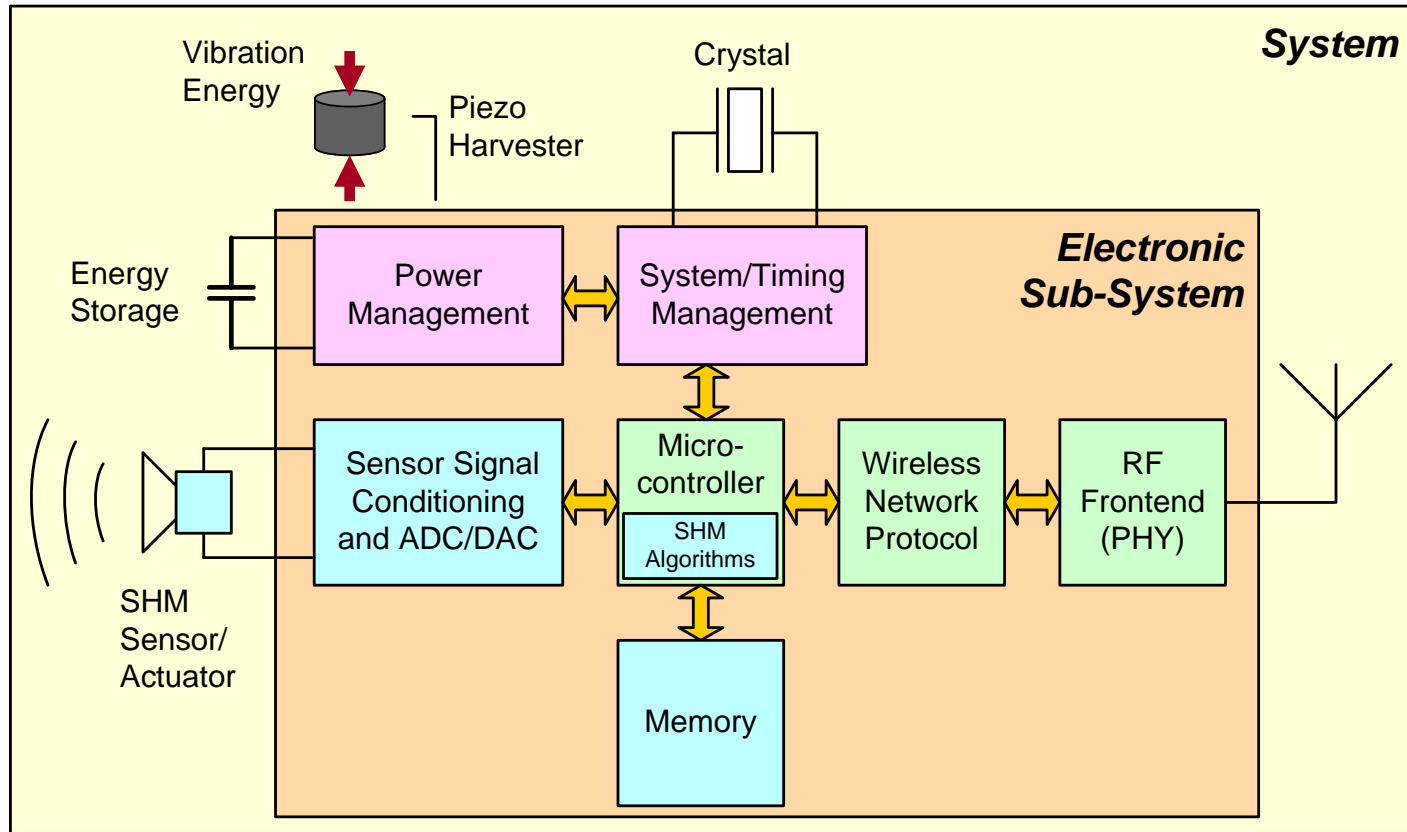 System
Vibration
Energy
Piezo
Harvester
Crystal
Electronic
Sub-System
Energy
Storage
Power
Management
System/Timing
Management
SHM
Sensor/
Actuator
Sensor Signal
Conditioning
and ADC/DAC
Micro-
controller
SHM
Algorithms
Wireless
Network
Protocol
RF
Frontend
(PHY)
Memory